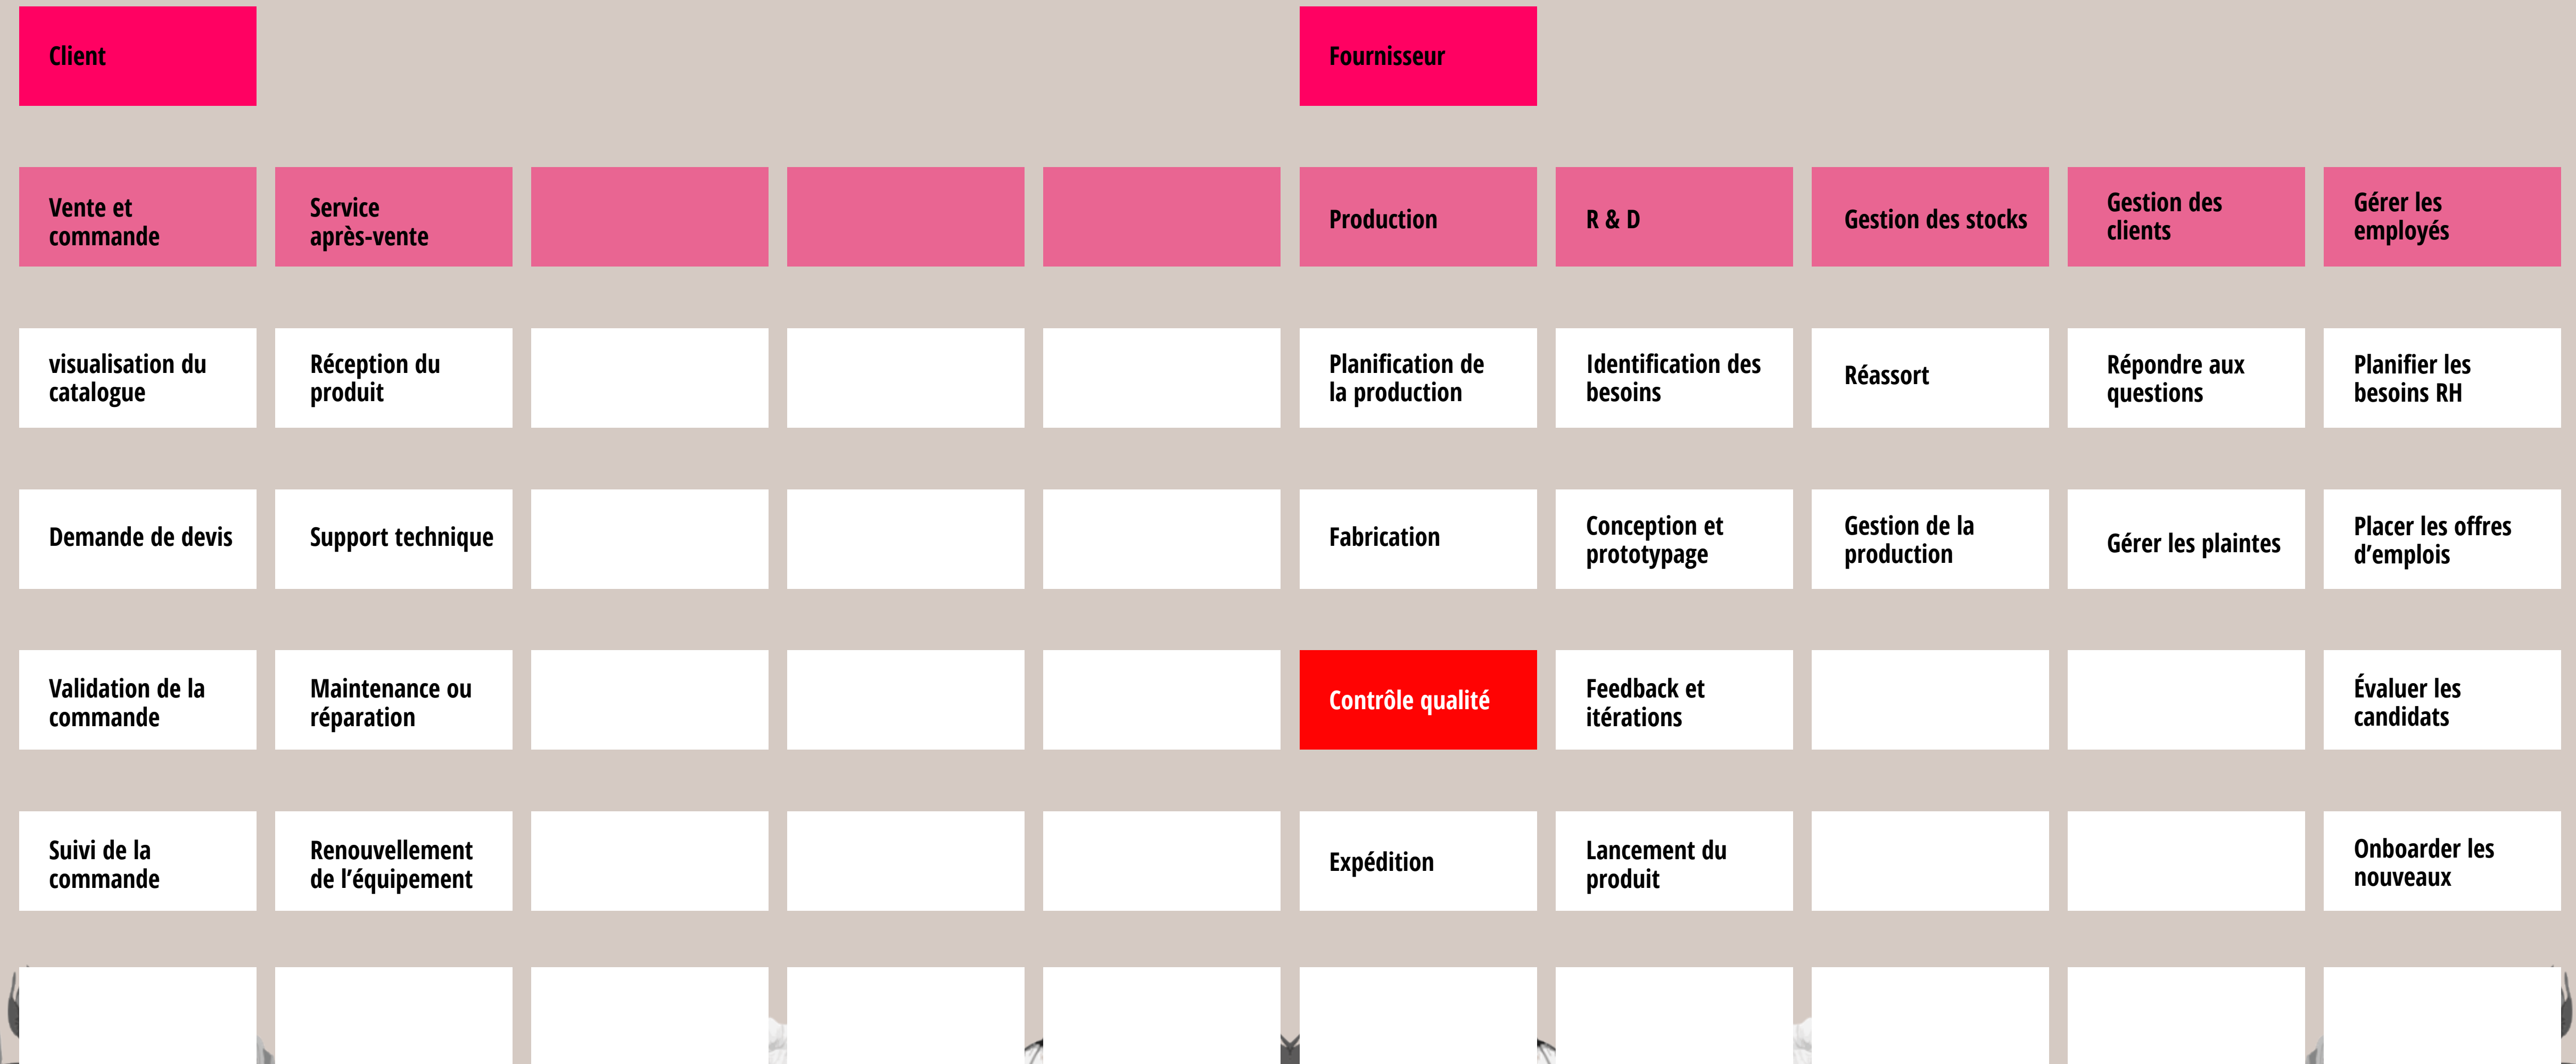 Client
Fournisseur
Vente et
commande
Service
après-vente
Production
R & D
Gestion des stocks
Gestion des
clients
Gérer les
employés
visualisation du
catalogue
Réception du
produit
Planification de
la production
Identification des
besoins
Réassort
Répondre aux
questions
Planifier les
besoins RH
Demande de devis
Support technique
Fabrication
Conception et
prototypage
Gestion de la
production
Gérer les plaintes
Placer les offres
d’emplois
Validation de la
commande
Maintenance ou
réparation
Contrôle qualité
Feedback et
itérations
Évaluer les
candidats
Suivi de la
commande
Renouvellement
de l’équipement
Expédition
Lancement du
produit
Onboarder les
nouveaux